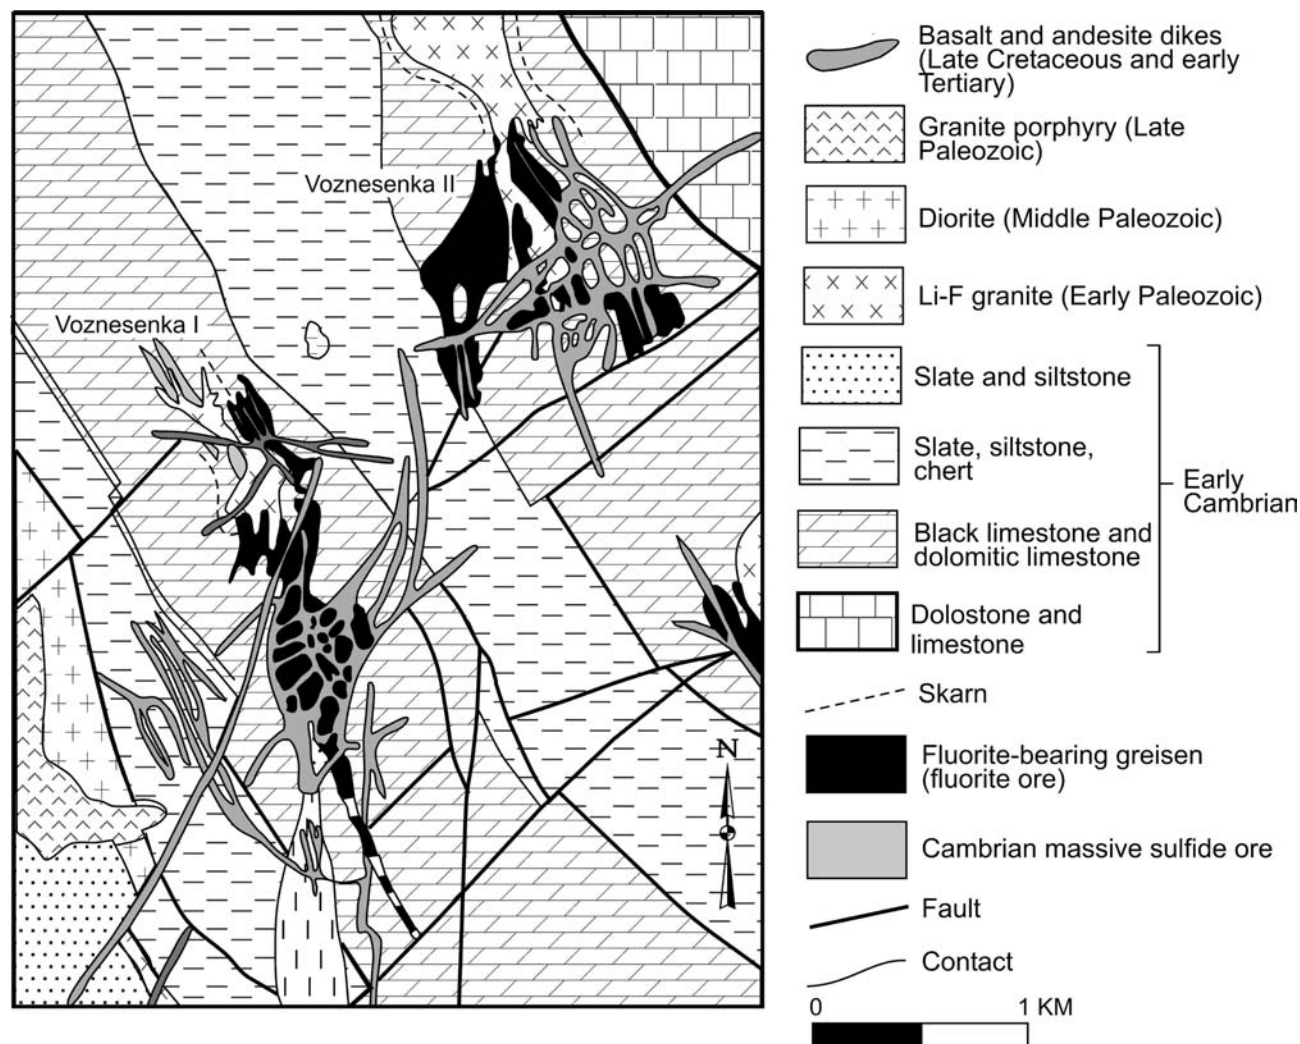 Voznesenka II
Voznesenka I
N
Basalt and andesite dikes
(Late Cretaceous and early
Tertiary)
Granite porphyry (Late
Paleozoic)
Diorite (Middle Paleozoic)
Li-F granite (Early Paleozoic)
Slate and siltstone
Slate, siltstone,
chert
Black limestone and
dolomitic limestone
Dolostone and
limestone
Early
Cambrian
Skarn
Fluorite-bearing greisen
(fluorite ore)
Cambrian massive sulfide ore
Fault
Contact
0 1 KM